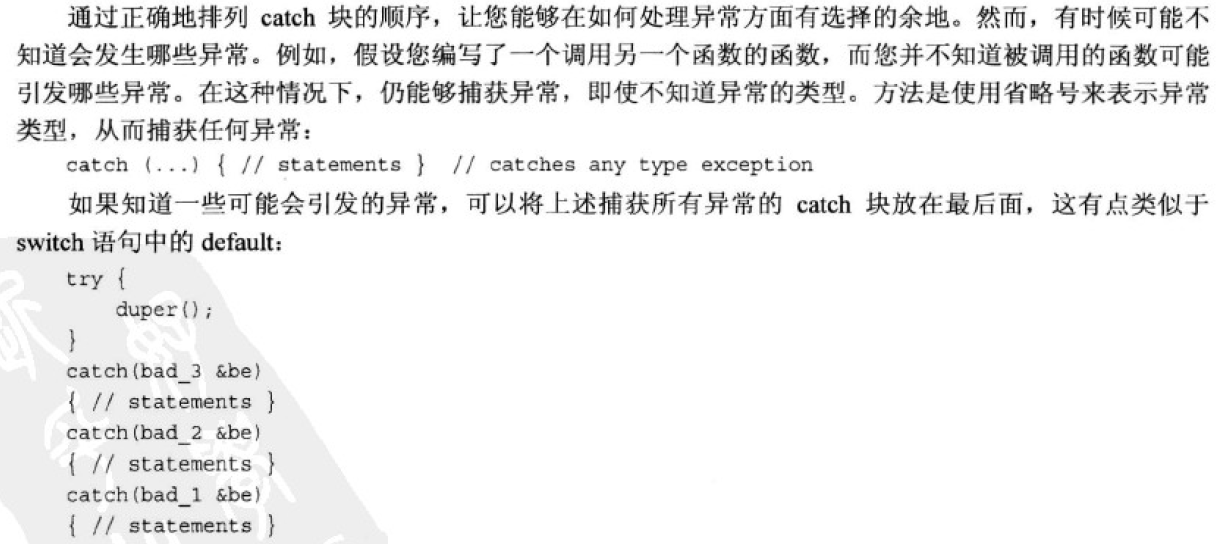 通过正确地排列 catch 块的顺序，让您能够在如何处理异常方面有选择的余地。然而，有时候可能不
知道会发生哪些异常。例如，假设您编写了一个调用另一个函数的函数，而您并不知道被调用的函数可能
引发哪些异常。在这种情况下，仍能够捕获异常，即使不知道异常的类型。方法是使用省略号来表示异常
类型，从而捕获任何异常：
catch (...) { // statements }  // catches any type exception
如果知道一些可能会引发的异常，可以将上述捕获所有异常的 catch 块放在最后面，这有点类似于
switch 语句中的 default：
try {
    duper();
}
catch(bad_3 &be)
{ // statements }
catch(bad_2 &be)
{ // statements }
catch(bad_1 &be)
{ // statements }